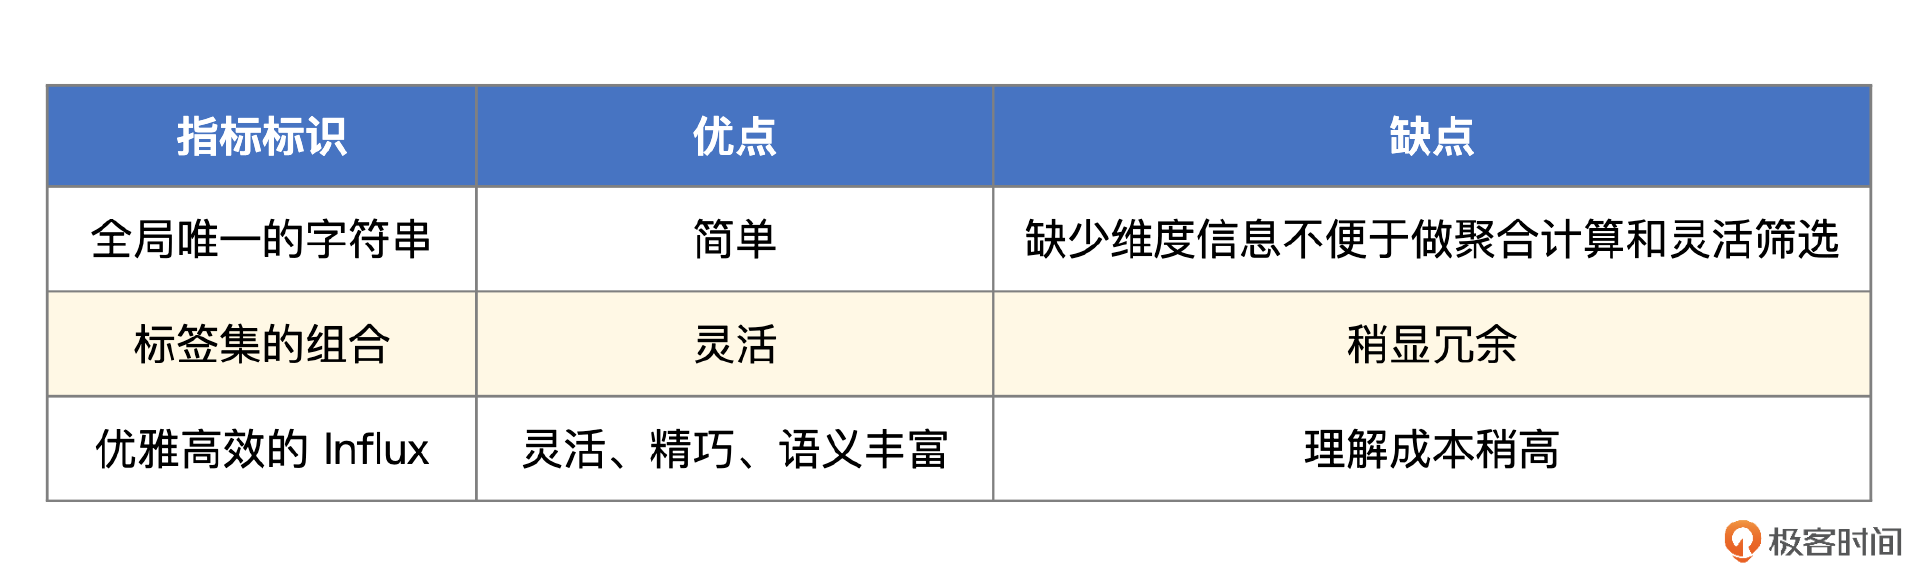 指标标识 优点 缺点
全局唯一的字符串 简单 缺少维度信息不便于做聚合计算和灵活筛选
标签集的组合 灵活 稍显冗余
优雅高效的 Influx 灵活、精巧、语义丰富 理解成本稍高
极客时间